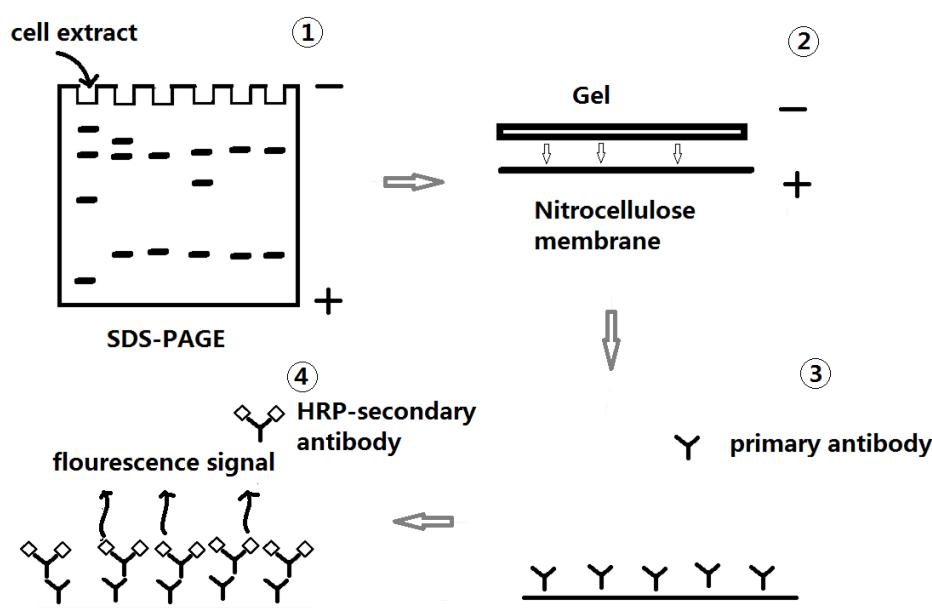 cell extract
①
−
+
SDS-PAGE
②
Gel
−
+
Nitrocellulose
membrane
③
primary antibody
④
HRP-secondary
antibody
flourescence signal